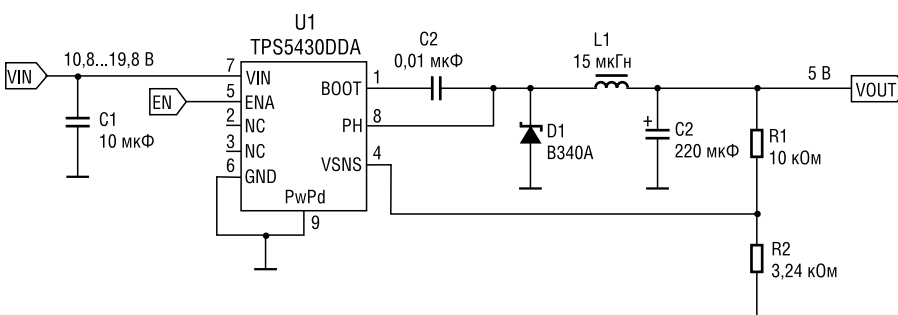 U1
TPS5430DDA
VIN
10,8...19,8 В
7
VIN
EN
5
ENA
2
NC
3
NC
6
GND
PwPd
9
BOOT
1
PH
8
VSNS
4
C1
10 мкФ
C2
0,01 мкФ
L1
15 мкГн
D1
B340A
+
C2
220 мкФ
5 В
VOUT
R1
10 кОм
R2
3,24 кОм